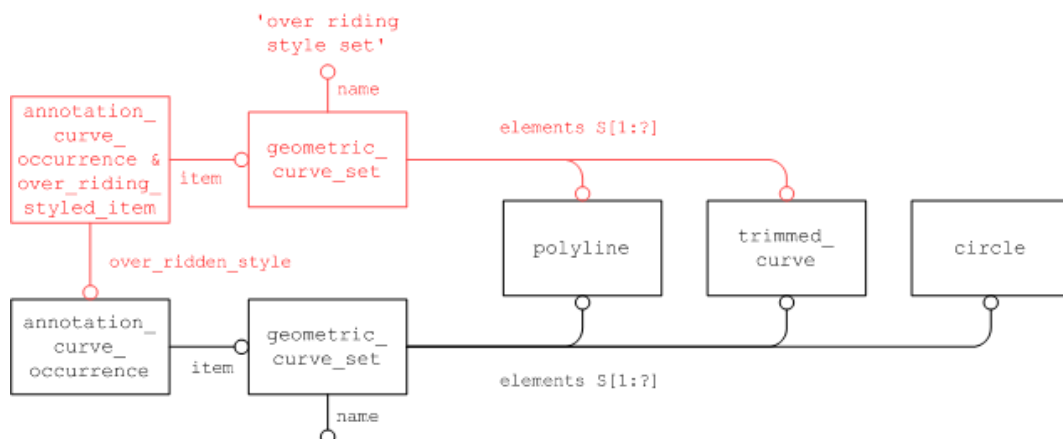 'over riding
style set'
name
annotation_
curve_
occurrence &
over_riding_
styled_item
item
geometric_
curve_set
elements S[1:?]
polyline
trimmed_
curve
circle
over_ridden_style
annotation_
curve_
occurrence
item
geometric_
curve_set
elements S[1:?]
name